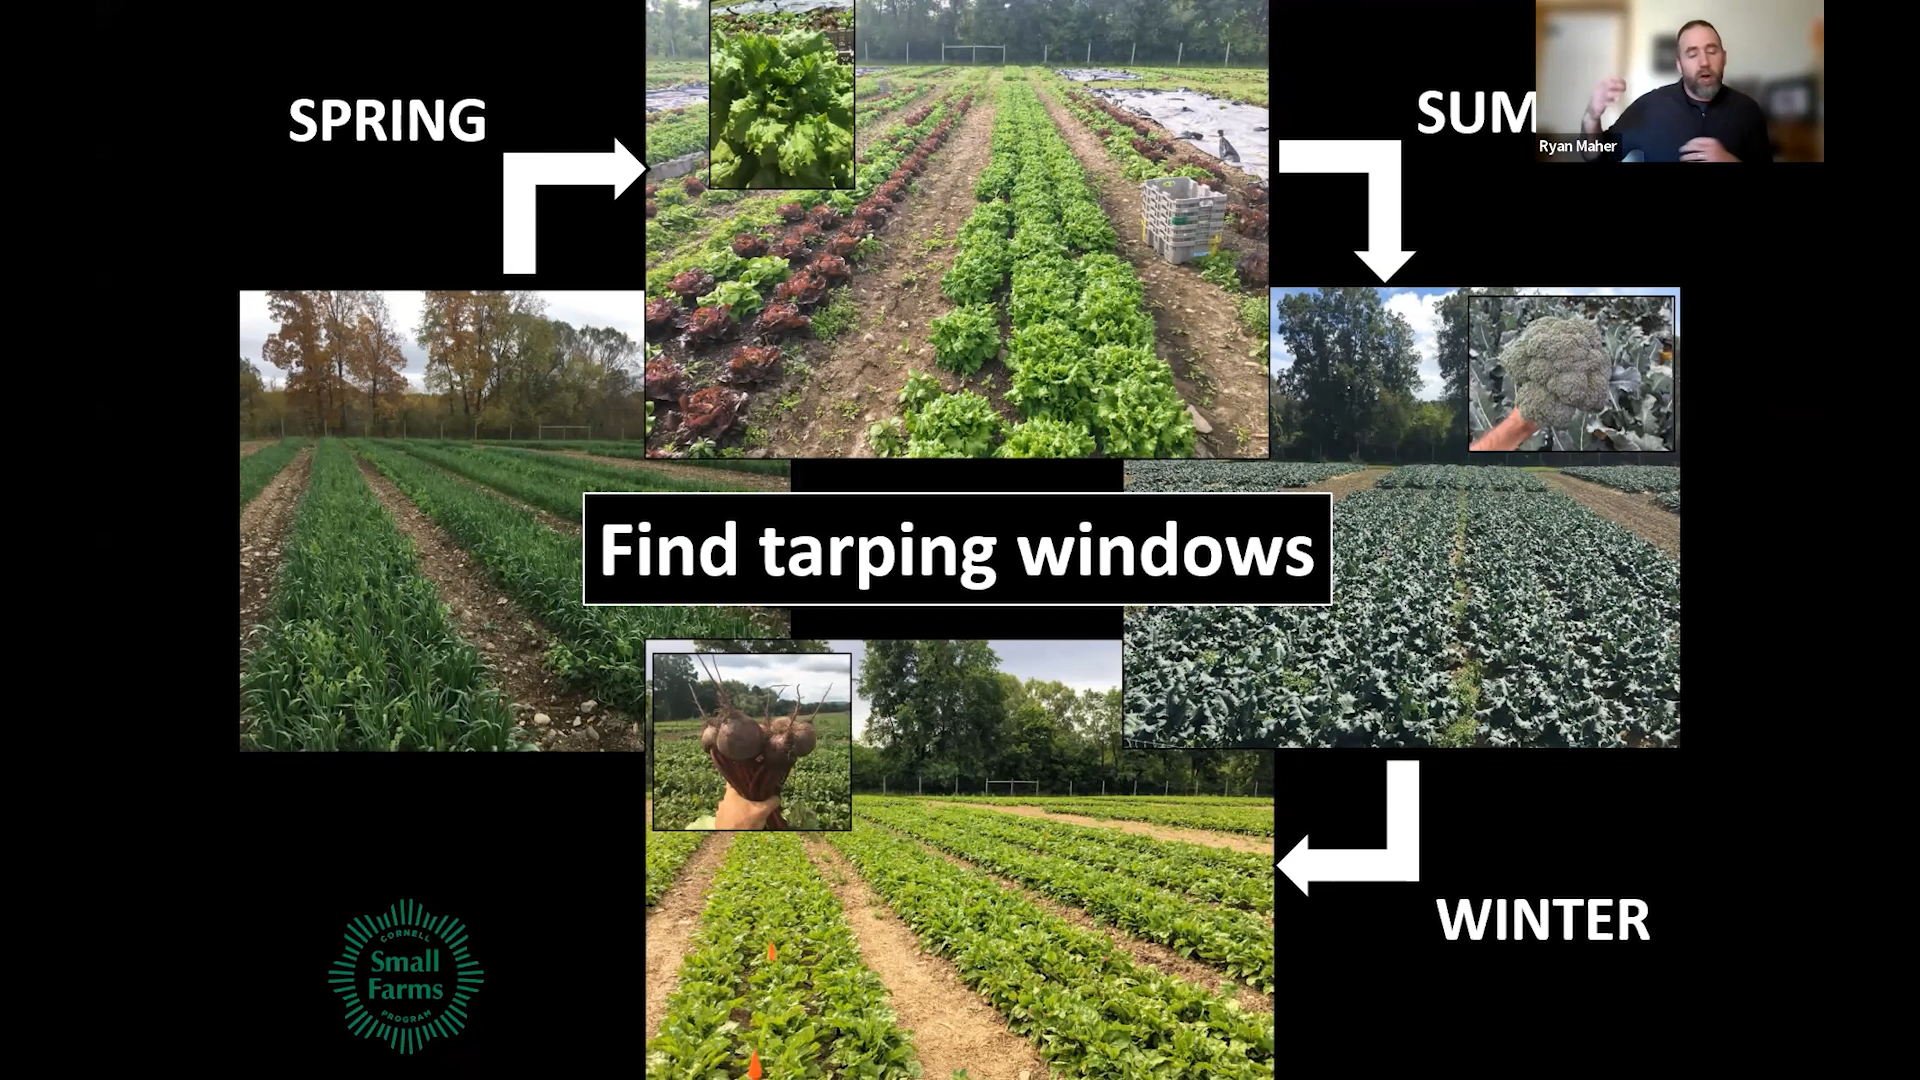 SPRING
SUM
Ryan Maher
Find tarping windows
WINTER
CORNELL
Small
Farms
PROGRAM